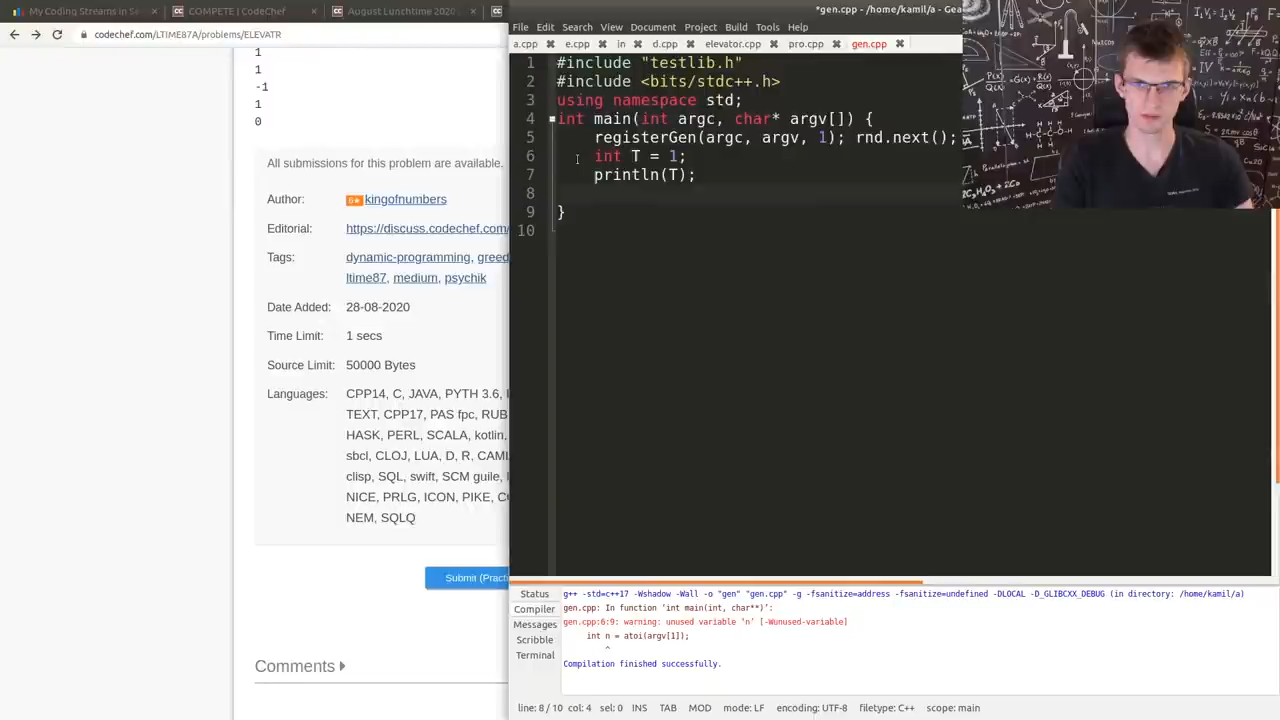 My Coding Streams in Se
COMPETE | CodeChef
August Lunchtime 2020
codechef.com/LTIME87A/problems/ELEVATR
1
1
-1
1
0
All submissions for this problem are available.
Author: kingofnumbers
Editorial: https://discuss.codechef.com/
Tags: dynamic-programming, greed
ltime87, medium, psychik
Date Added: 28-08-2020
Time Limit: 1 secs
Source Limit: 50000 Bytes
Languages: CPP14, C, JAVA, PYTH 3.6,
TEXT, CPP17, PAS fpc, RUB
HASK, PERL, SCALA, kotlin,
sbcl, CLOJ, LUA, D, R, CAM
clisp, SQL, swift, SCM guile,
NICE, PRLG, ICON, PIKE, C
NEM, SQLQ
Submit (Pract
Comments
*gen.cpp - /home/kamil/a - Gea
File Edit Search View Document Project Build Tools Help
a.cpp e.cpp in d.cpp elevator.cpp pro.cpp gen.cpp
1 #include "testlib.h"
2 #include <bits/stdc++.h>
3 using namespace std;
4 int main(int argc, char* argv[]) {
5 registerGen(argc, argv, 1); rnd.next();
6 int T = 1;
7 println(T);
8
9 }
10
Status
Compiler
Messages
Scribble
Terminal
g++ -std=c++17 -Wshadow -Wall -o "gen" "gen.cpp" -g -fsanitize=address -fsanitize=undefined -DLOCAL -D_GLIBCXX_DEBUG (in directory: /home/kamil/a)
gen.cpp: In function ‘int main(int, char**)’:
gen.cpp:6:9: warning: unused variable ‘n’ [-Wunused-variable]
int n = atoi(argv[1]);
^
Compilation finished successfully.
line: 8 / 10 col: 4 sel: 0 INS TAB MOD mode: LF encoding: UTF-8 filetype: C++ scope: main